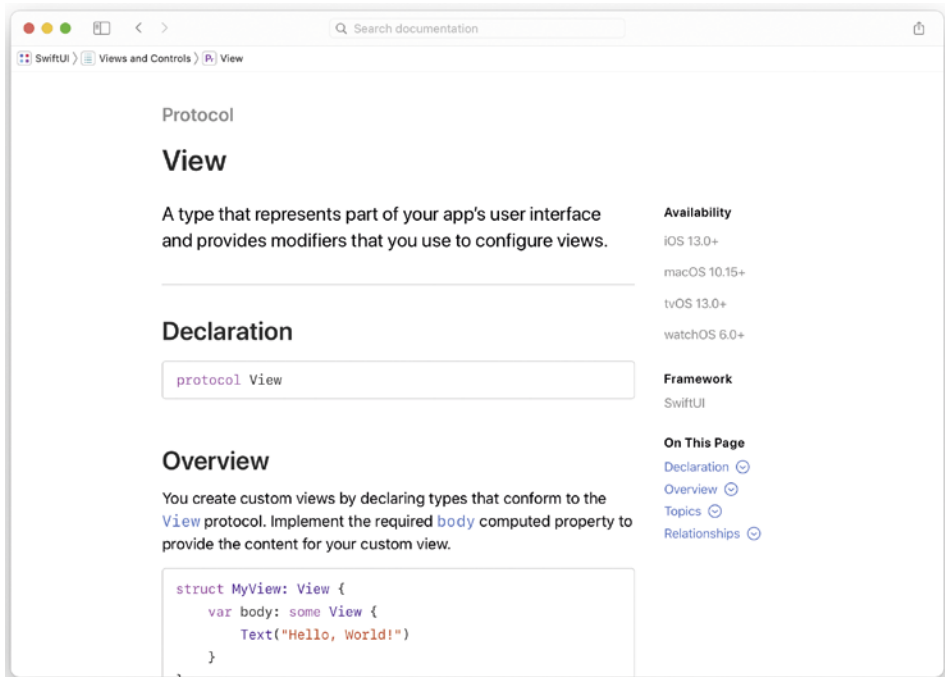 Search documentation
SwiftUI 〉 Views and Controls 〉 Pr View
Protocol
View
A type that represents part of your app's user interface
and provides modifiers that you use to configure views.
Declaration
protocol View
Overview
You create custom views by declaring types that conform to the
View protocol. Implement the required body computed property to
provide the content for your custom view.
struct MyView: View {
    var body: some View {
        Text("Hello, World!")
    }
Availability
iOS 13.0+
macOS 10.15+
tvOS 13.0+
watchOS 6.0+
Framework
SwiftUI
On This Page
Declaration
Overview
Topics
Relationships